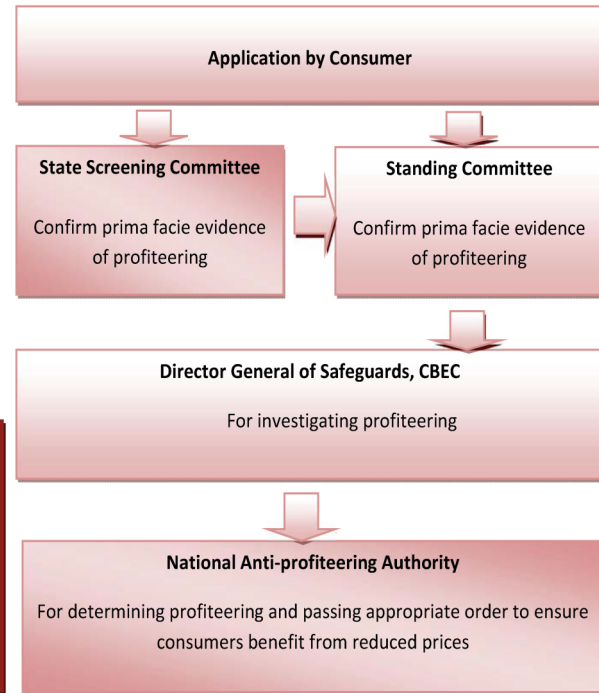 Application by Consumer
State Screening Committee
Confirm prima facie evidence
of profiteering
Standing Committee
Confirm prima facie evidence
of profiteering
Director General of Safeguards, CBEC
For investigating profiteering
National Anti-profiteering Authority
For determining profiteering and passing appropriate order to ensure
consumers benefit from reduced prices